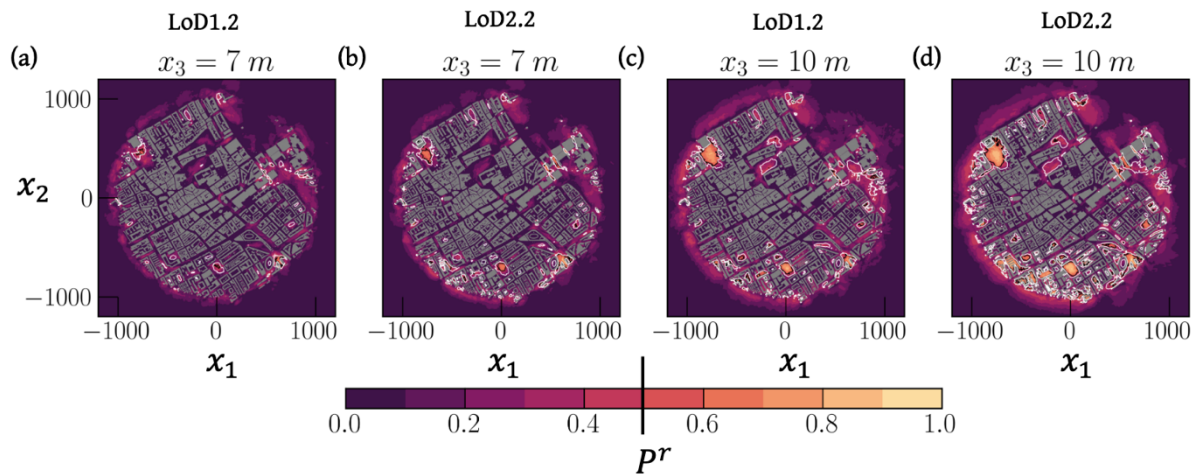 LoD1.2 LoD2.2 LoD1.2 LoD2.2
(a) x₃ = 7 m (b) x₃ = 7 m (c) x₃ = 10 m (d) x₃ = 10 m
1000
x₂ 0
−1000
−1000 0 1000 −1000 0 1000 −1000 0 1000 −1000 0 1000
x₁ x₁ x₁ x₁
0.0 0.2 0.4 0.6 0.8 1.0
Pʳ